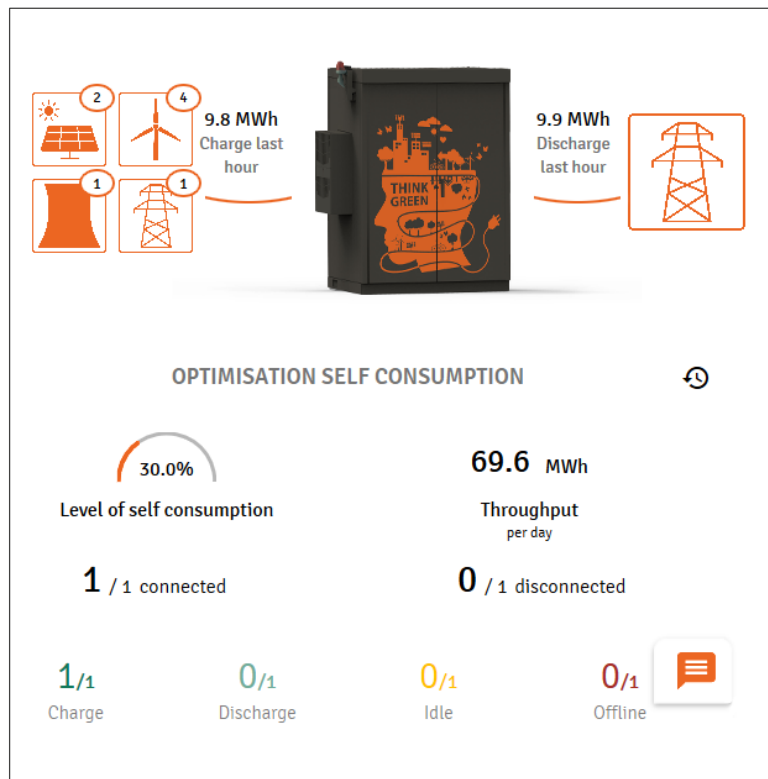 2
4
1
1
9.8 MWh
Charge last
hour
THINK
GREEN
9.9 MWh
Discharge
last hour
OPTIMISATION SELF CONSUMPTION
30.0%
Level of self consumption
69.6 MWh
Throughput
per day
1 / 1 connected
0 / 1 disconnected
1/1
Charge
0/1
Discharge
0/1
Idle
0/1
Offline